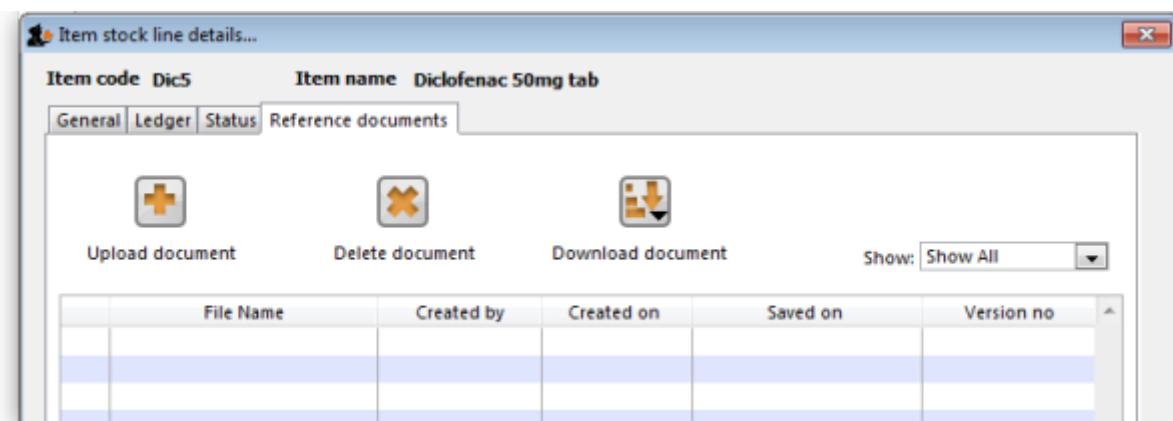 Item stock line details...
Item code Dic5 Item name Diclofenac 50mg tab
General Ledger Status Reference documents
Upload document Delete document Download document Show: Show All
File Name Created by Created on Saved on Version no